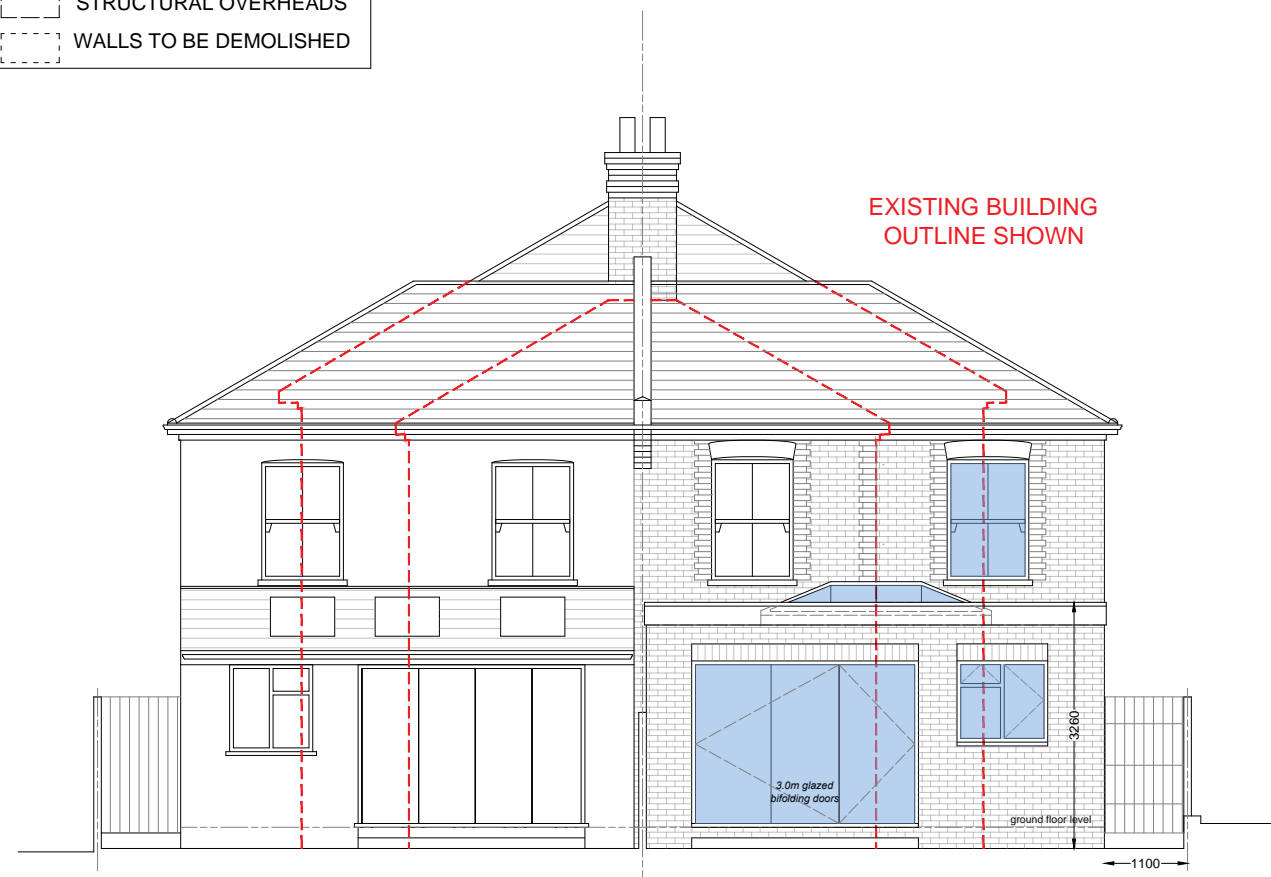 STRUCTURAL OVERHEADS
WALLS TO BE DEMOLISHED
EXISTING BUILDING
OUTLINE SHOWN
3260
3.0m glazed
bifolding doors
ground floor level
1100